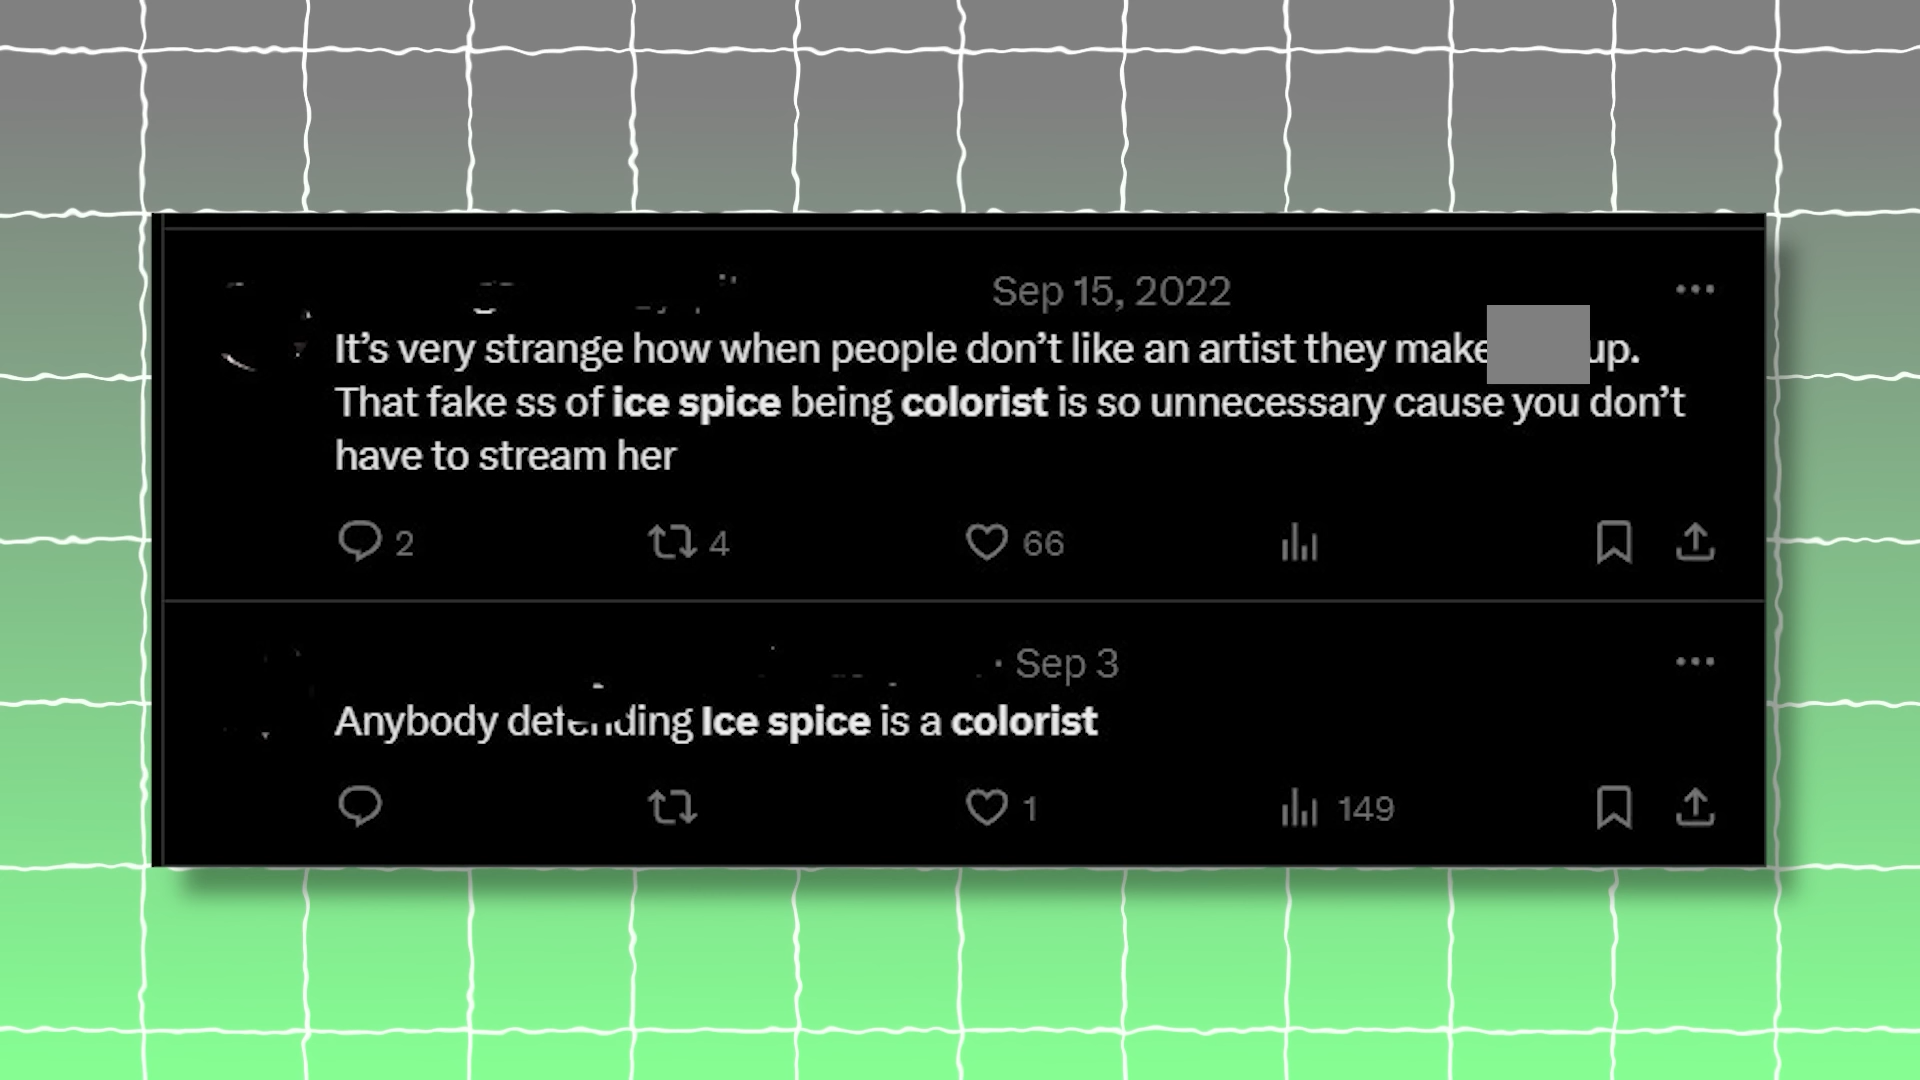 Sep 15, 2022
It’s very strange how when people don’t like an artist they make up.
That fake ss of ice spice being colorist is so unnecessary cause you don’t
have to stream her
2 4 66
· Sep 3
Anybody defending Ice spice is a colorist
1 149